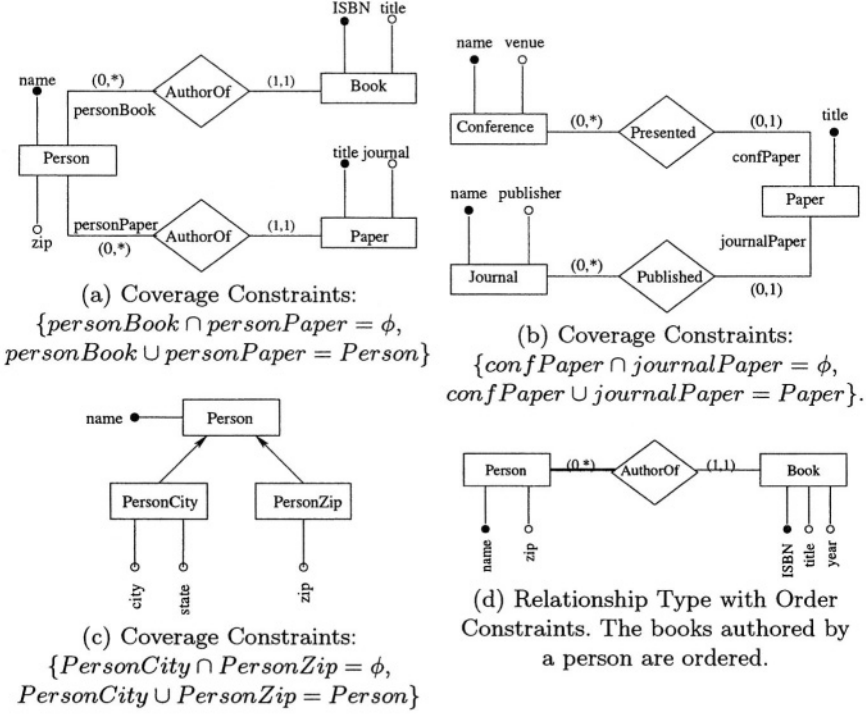 ISBN title
name
(0,*)
AuthorOf
(1,1)
Book
personBook
Person
title journal
zip
personPaper
(0,*)
AuthorOf
(1,1)
Paper
(a) Coverage Constraints:
{personBook ∩ personPaper = ϕ,
personBook ∪ personPaper = Person}
name venue
Conference
(0,*)
Presented
(0,1)
title
confPaper
Paper
name publisher
journalPaper
Journal
(0,*)
Published
(0,1)
(b) Coverage Constraints:
{confPaper ∩ journalPaper = ϕ,
confPaper ∪ journalPaper = Paper}.
name
Person
PersonCity
PersonZip
city
state
zip
(c) Coverage Constraints:
{PersonCity ∩ PersonZip = ϕ,
PersonCity ∪ PersonZip = Person}
Person
(0,*)
AuthorOf
(1,1)
Book
name
zip
ISBN
title
year
(d) Relationship Type with Order
Constraints. The books authored by
a person are ordered.